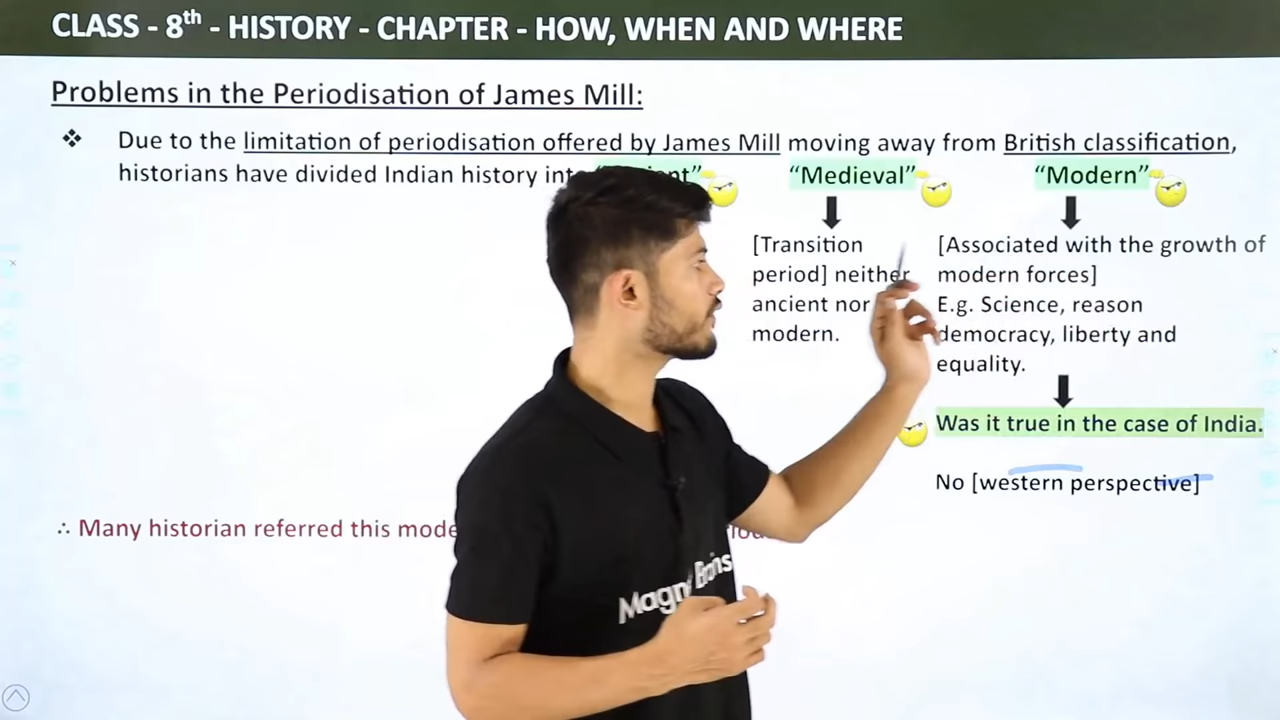 CLASS - 8th - HISTORY - CHAPTER - HOW, WHEN AND WHERE
Problems in the Periodisation of James Mill:
Due to the limitation of periodisation offered by James Mill moving away from British classification,
historians have divided Indian history “Medieval” “Modern”
[Transition
period] neither
ancient nor
modern.
[Associated with the growth of
modern forces]
E.g. Science, reason
democracy, liberty and
equality.
Was it true in the case of India.
No [western perspective]
∴ Many historian referred this
Magnet Brains